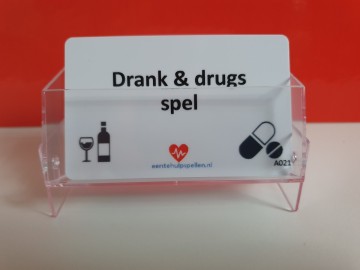 Drank & drugs
spel
eerstehulpspellen.nl
A021